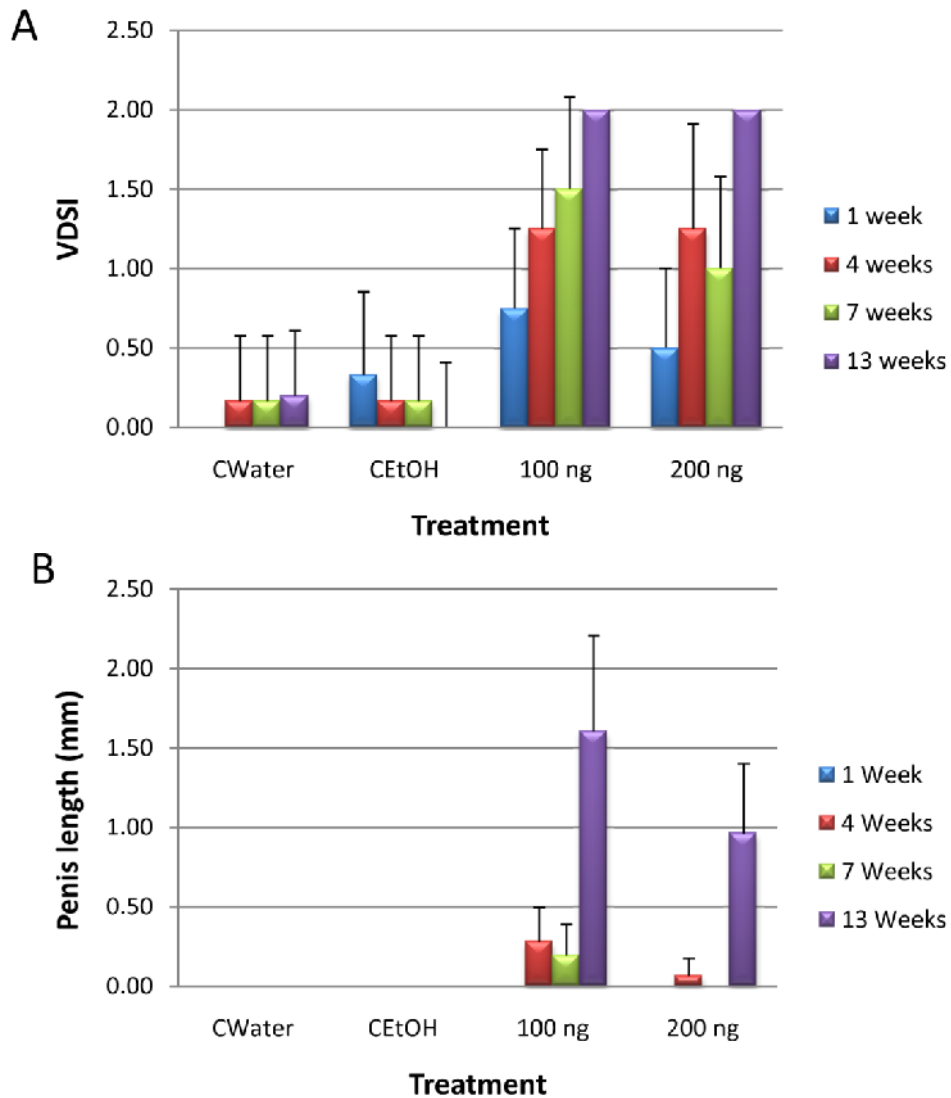 A
2.50
2.00
1.50
1.00
0.50
0.00
VDSI
CWater CEtOH 100 ng 200 ng
Treatment
1 week
4 weeks
7 weeks
13 weeks
B
2.50
2.00
1.50
1.00
0.50
0.00
Penis length (mm)
CWater CEtOH 100 ng 200 ng
Treatment
1 Week
4 Weeks
7 Weeks
13 Weeks